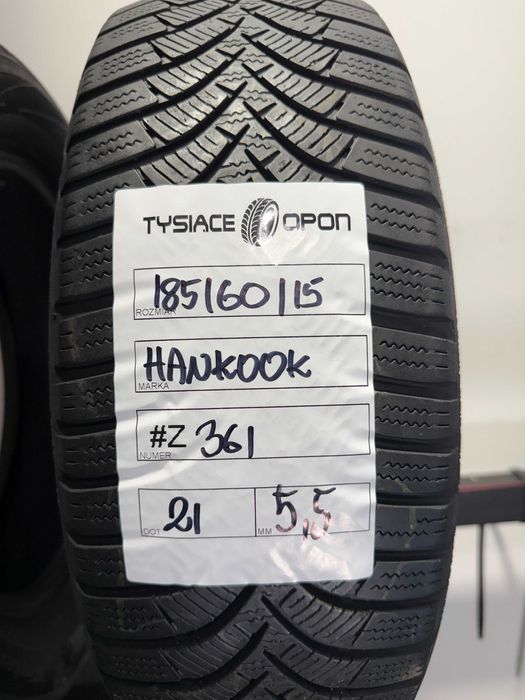 TYSIACE OPON
185/60/15
ROZMIAR
HANKOOK
MARKA
#Z 361
NUMER
21 5,5
DOT MM